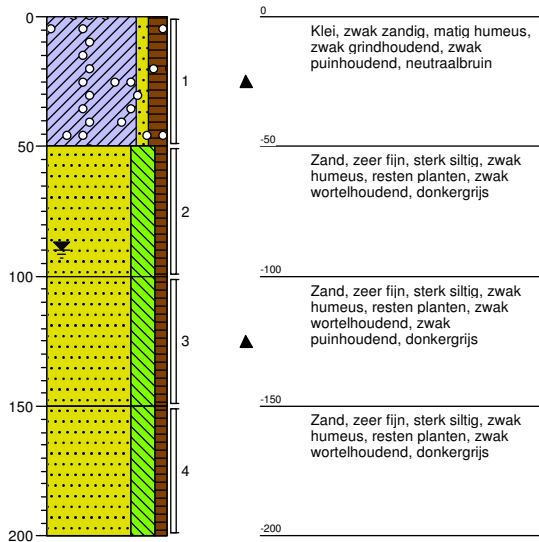 0
50
100
150
200
1
2
3
4
0
Klei, zwak zandig, matig humeus,
zwak grindhoudend, zwak
puinhoudend, neutraalbruin
-50
Zand, zeer fijn, sterk siltig, zwak
humeus, resten planten, zwak
wortelhoudend, donkergrijs
-100
Zand, zeer fijn, sterk siltig, zwak
humeus, resten planten, zwak
wortelhoudend, zwak
puinhoudend, donkergrijs
-150
Zand, zeer fijn, sterk siltig, zwak
humeus, resten planten, zwak
wortelhoudend, donkergrijs
-200